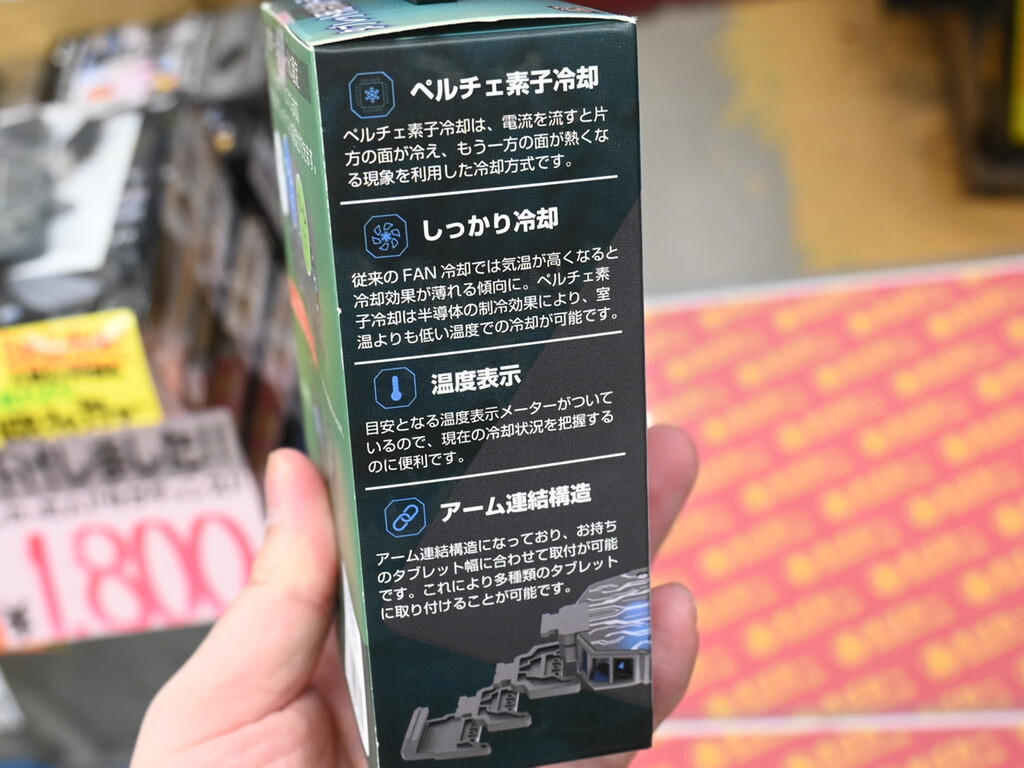 ペルチェ素子冷却
ペルチェ素子冷却は、電流を流すと片
方の面が冷え、もう一方の面が熱くな
る現象を利用した冷却方式です。
しっかり冷却
従来のFAN冷却では気温が高くなると
冷却効果が薄れる傾向に。ペルチェ素
子冷却は半導体の制冷効果により、室
温よりも低い温度での冷却が可能です。
温度表示
目安となる温度表示メーターがついて
いるので、現在の冷却状況を把握する
のに便利です。
アーム連結構造
アーム連結構造になっており、お持ち
のタブレット幅に合わせて取付が可能
です。これにより多種類のタブレット
に取り付けることが可能です。
しました!!
¥1,800